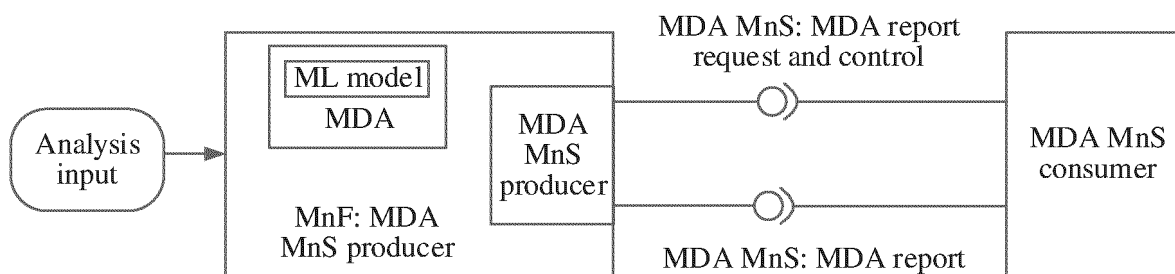 Analysis
input
ML model
MDA
MnF: MDA
MnS producer
MDA
MnS
producer
MDA MnS: MDA report
request and control
MDA MnS: MDA report
MDA MnS
consumer